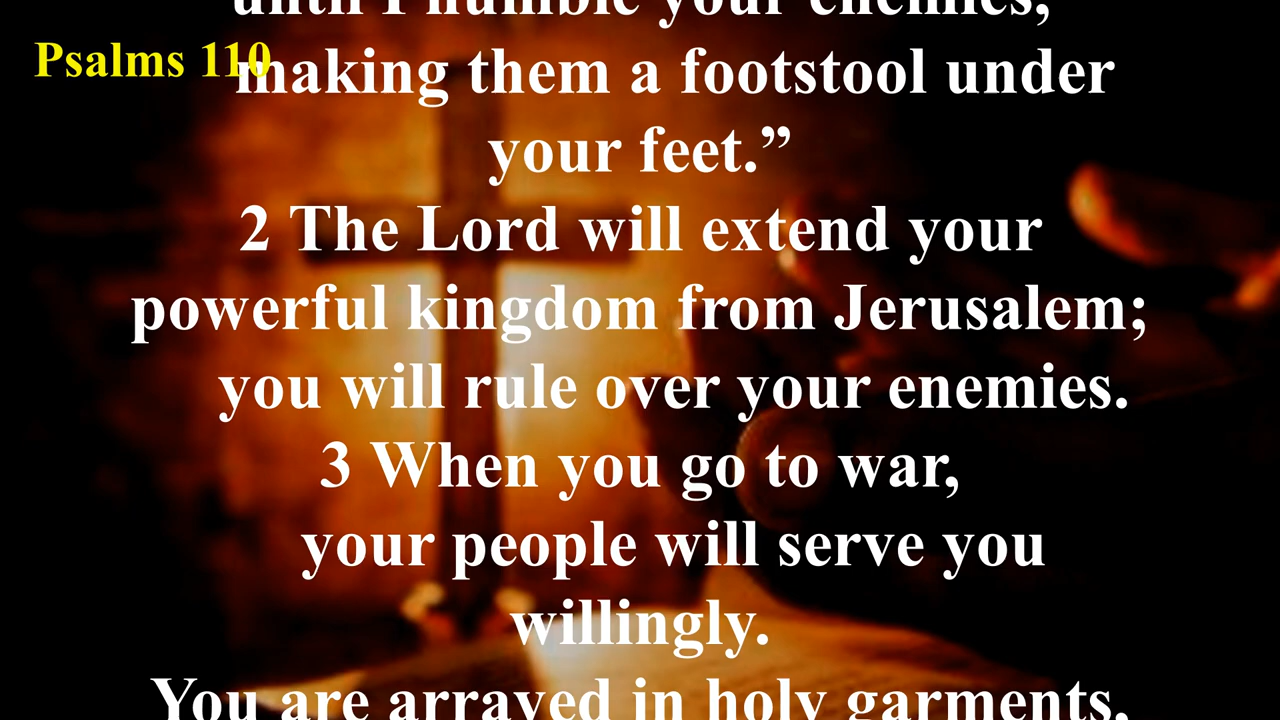 until I humble your enemies,
Psalms 110
making them a footstool under
your feet.”
2 The Lord will extend your
powerful kingdom from Jerusalem;
you will rule over your enemies.
3 When you go to war,
your people will serve you
willingly.
You are arrayed in holy garments,